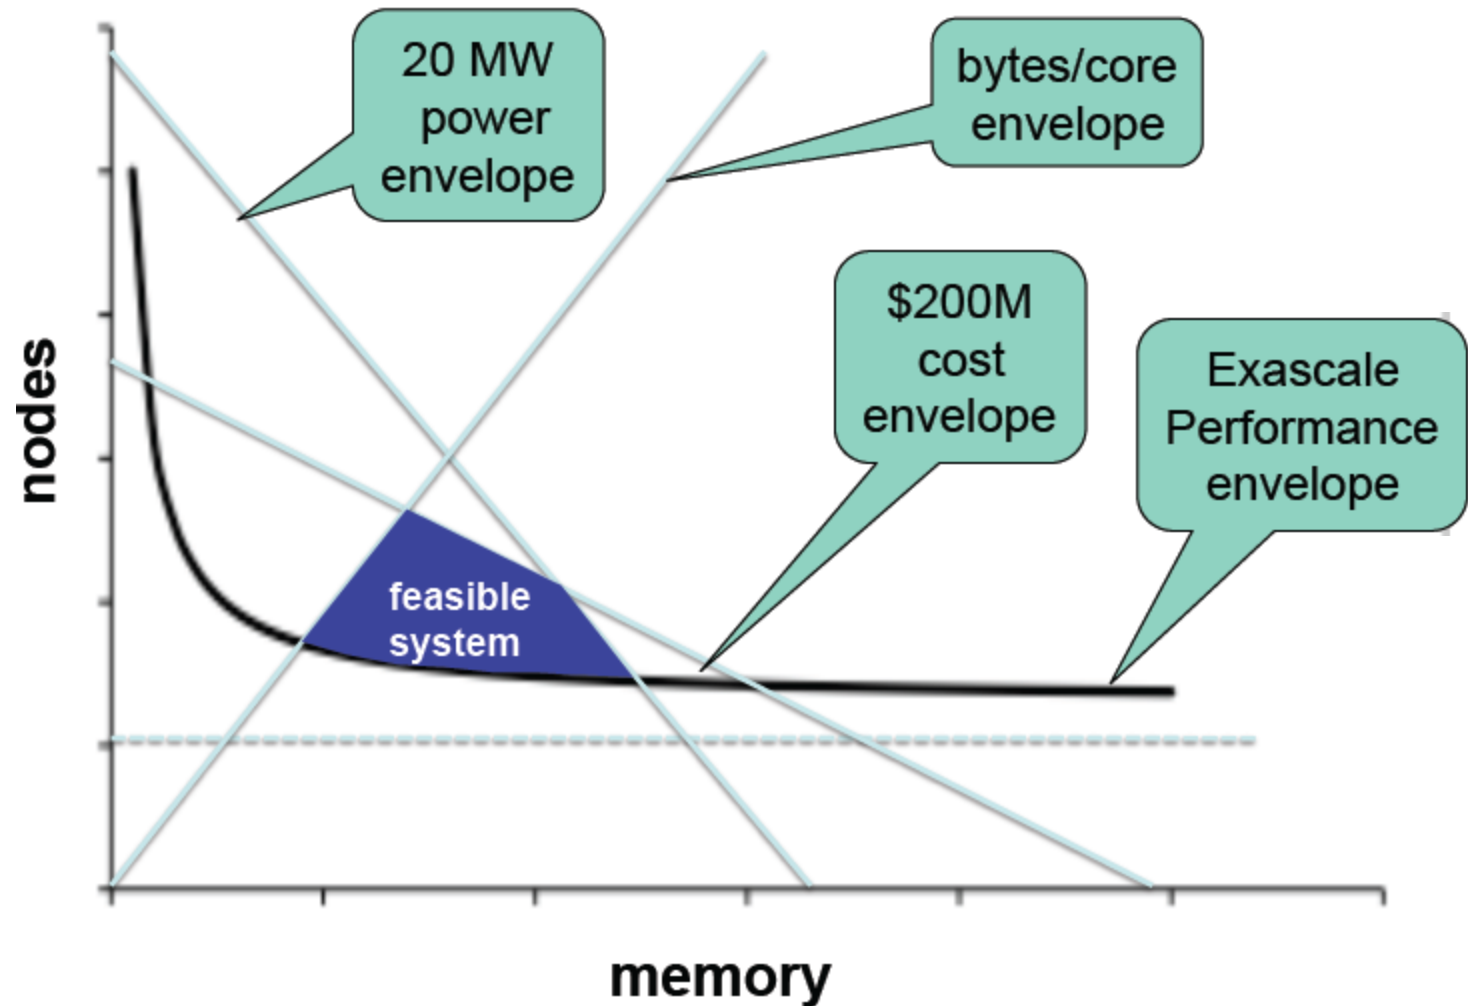 20 MW
power
envelope
bytes/core
envelope
$200M
cost
envelope
Exascale
Performance
envelope
nodes
feasible
system
memory